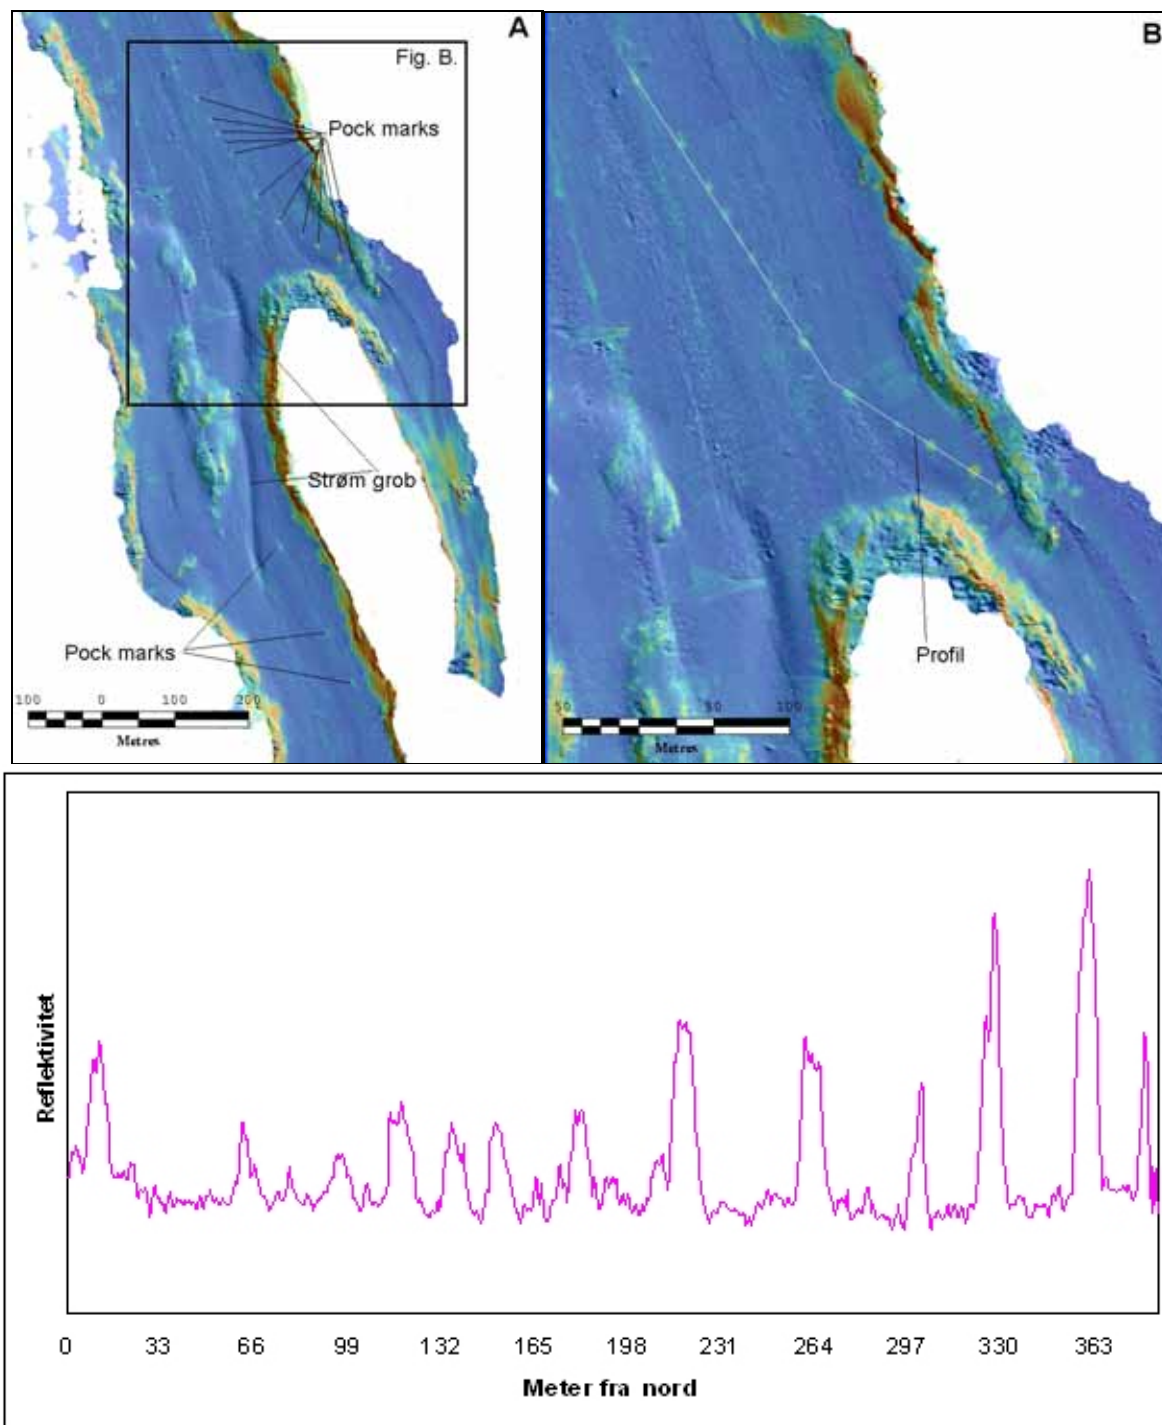 A
Fig. B.
Pock marks
Strøm grob
Pock marks
100 0 100 200
Metres
B
Profil
50 0 50 100
Metres
Reflektivitet
0 33 66 99 132 165 198 231 264 297 330 363
Meter fra nord